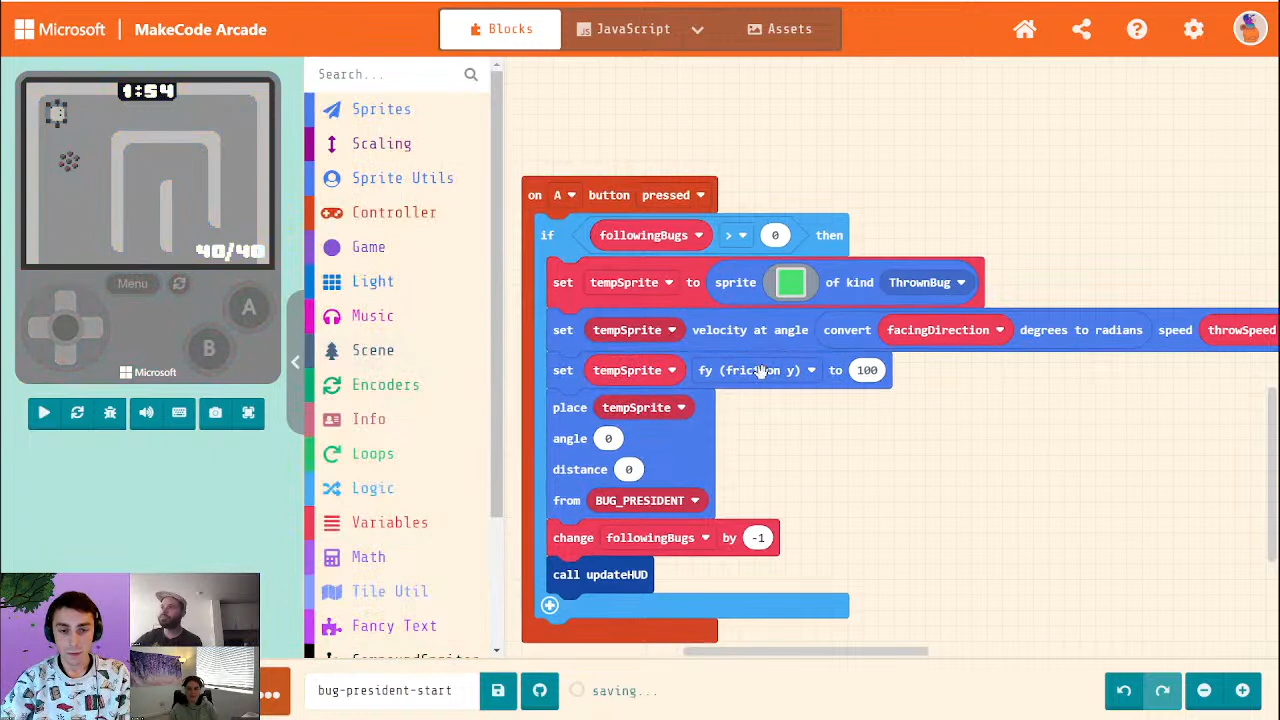 Microsoft
MakeCode Arcade
Blocks
JavaScript
Assets
1:54
40/40
Menu
A
B
Microsoft
Search...
Sprites
Scaling
Sprite Utils
Controller
Game
Light
Music
Scene
Encoders
Info
Loops
Logic
Variables
Math
Tile Util
Fancy Text
CompoundSprites
on A button pressed
if followingBugs > 0 then
set tempSprite to sprite of kind ThrownBug
set tempSprite velocity at angle convert facingDirection degrees to radians speed throwSpeed
set tempSprite fy (friction y) to 100
place tempSprite
angle 0
distance 0
from BUG_PRESIDENT
change followingBugs by -1
call updateHUD
bug-president-start
saving...